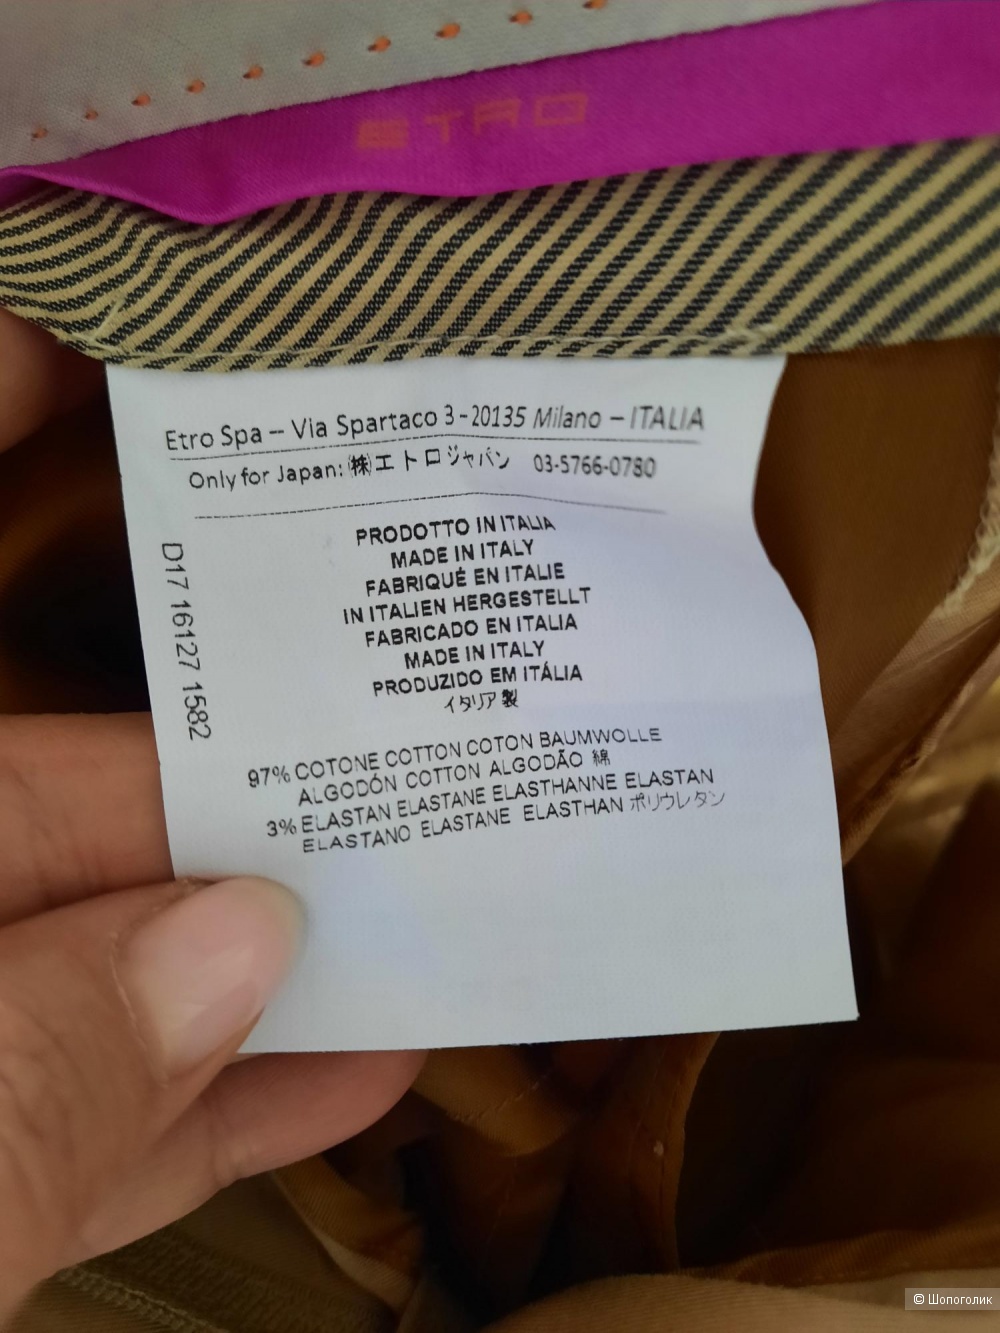 ETRO
Etro Spa – Via Spartaco 3 - 20135 Milano – ITALIA
Only for Japan: ㈱エトロジャパン 03-5766-0780
PRODOTTO IN ITALIA
MADE IN ITALY
FABRIQUÉ EN ITALIE
IN ITALIEN HERGESTELLT
FABRICADO EN ITALIA
MADE IN ITALY
PRODUZIDO EM ITÁLIA
イタリア製
D17 16127 1582
97% COTONE COTTON COTON BAUMWOLLE
ALGODÓN COTTON ALGODÃO 綿
3% ELASTAN ELASTANE ELASTHANNE ELASTAN
ELASTANO ELASTANE ELASTHAN ポリウレタン
© Шопоголик